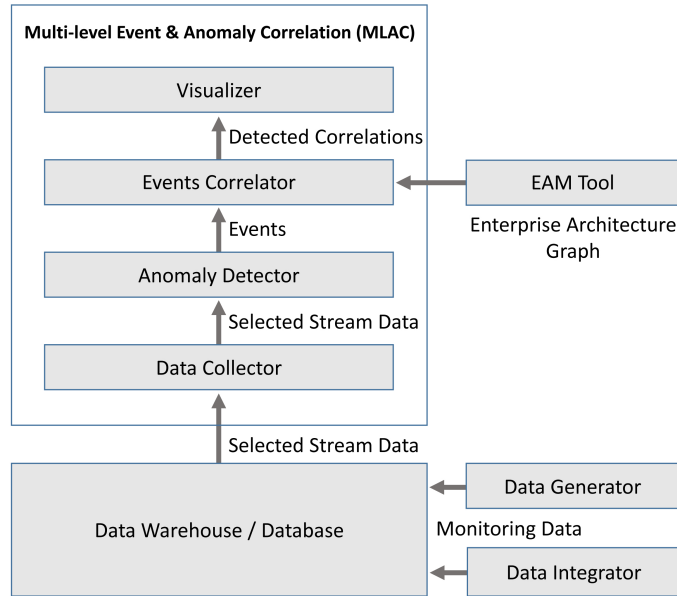 Multi-level Event & Anomaly Correlation (MLAC)
Visualizer
Detected Correlations
Events Correlator
EAM Tool
Events
Enterprise Architecture
Graph
Anomaly Detector
Selected Stream Data
Data Collector
Selected Stream Data
Data Warehouse / Database
Data Generator
Monitoring Data
Data Integrator